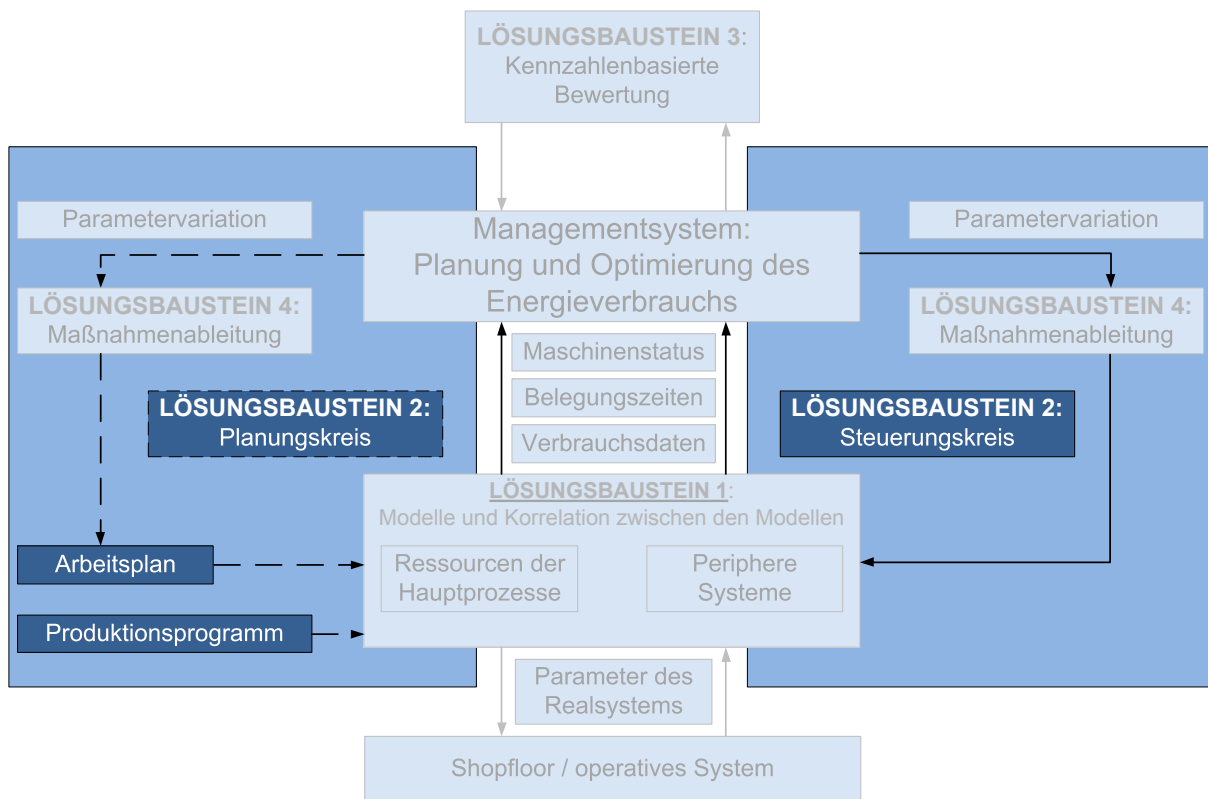 LÖSUNGSBAUSTEIN 3:
Kennzahlenbasierte
Bewertung
Parametervariation
Managementsystem:
Planung und Optimierung des
Energieverbrauchs
Parametervariation
LÖSUNGSBAUSTEIN 4:
Maßnahmenableitung
LÖSUNGSBAUSTEIN 4:
Maßnahmenableitung
Maschinenstatus
Belegungszeiten
Verbrauchsdaten
LÖSUNGSBAUSTEIN 2:
Planungskreis
LÖSUNGSBAUSTEIN 2:
Steuerungskreis
LÖSUNGSBAUSTEIN 1:
Modelle und Korrelation zwischen den Modellen
Arbeitsplan
Ressourcen der
Hauptprozesse
Periphere
Systeme
Produktionsprogramm
Parameter des
Realsystems
Shopfloor / operatives System